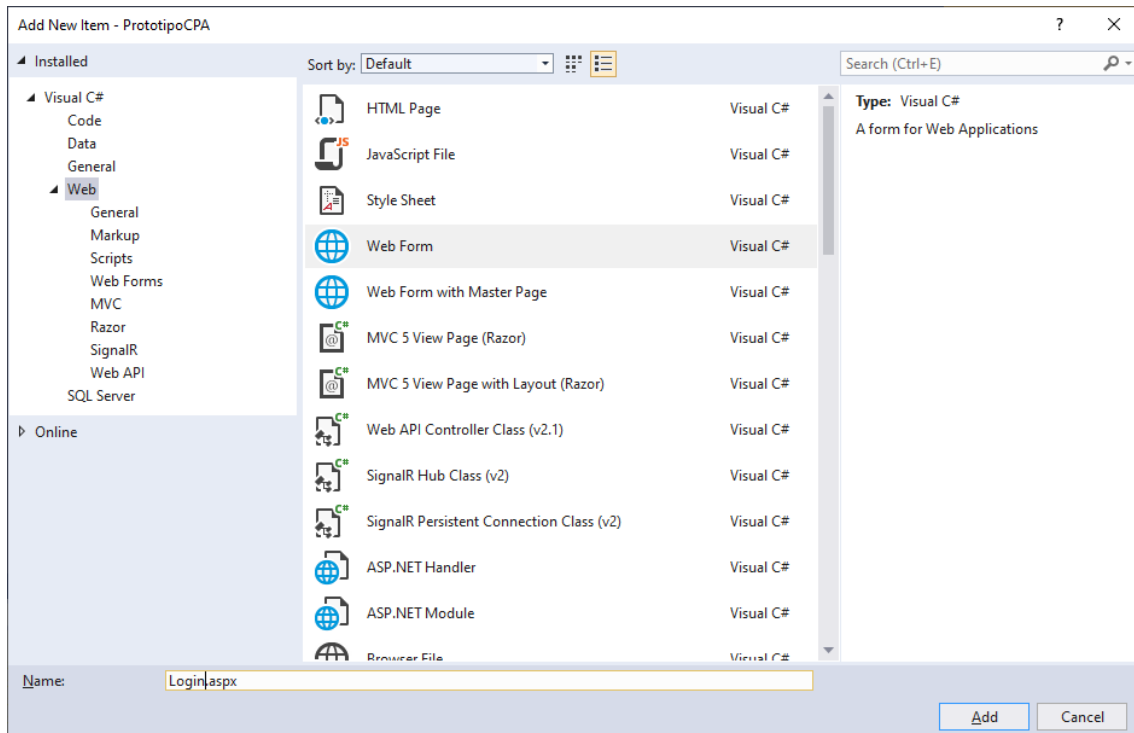 Add New Item - PrototipoCPA
?
Installed
Sort by: Default
Search (Ctrl+E)
Visual C#
Code
Data
General
Web
General
Markup
Scripts
Web Forms
MVC
Razor
SignalR
Web API
SQL Server
Online
HTML Page Visual C#
JavaScript File Visual C#
Style Sheet Visual C#
Web Form Visual C#
Web Form with Master Page Visual C#
MVC 5 View Page (Razor) Visual C#
MVC 5 View Page with Layout (Razor) Visual C#
Web API Controller Class (v2.1) Visual C#
SignalR Hub Class (v2) Visual C#
SignalR Persistent Connection Class (v2) Visual C#
ASP.NET Handler Visual C#
ASP.NET Module Visual C#
Browser File Visual C#
Type: Visual C#
A form for Web Applications
Name: Login.aspx
Add Cancel